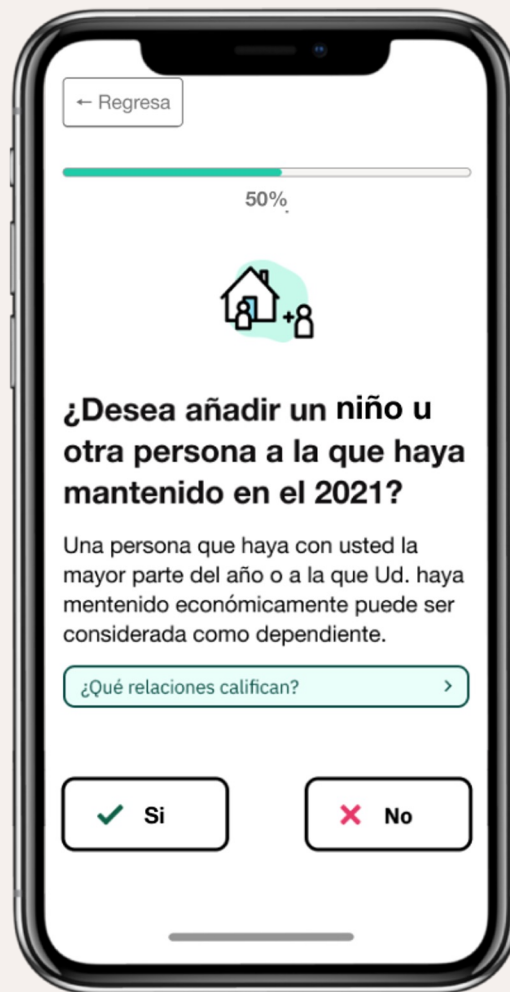 ← Regresa
50%
¿Desea añadir un niño u
otra persona a la que haya
mantenido en el 2021?
Una persona que haya con usted la
mayor parte del año o a la que Ud. haya
mentenido económicamente puede ser
considerada como dependiente.
¿Qué relaciones califican? >
Si
No